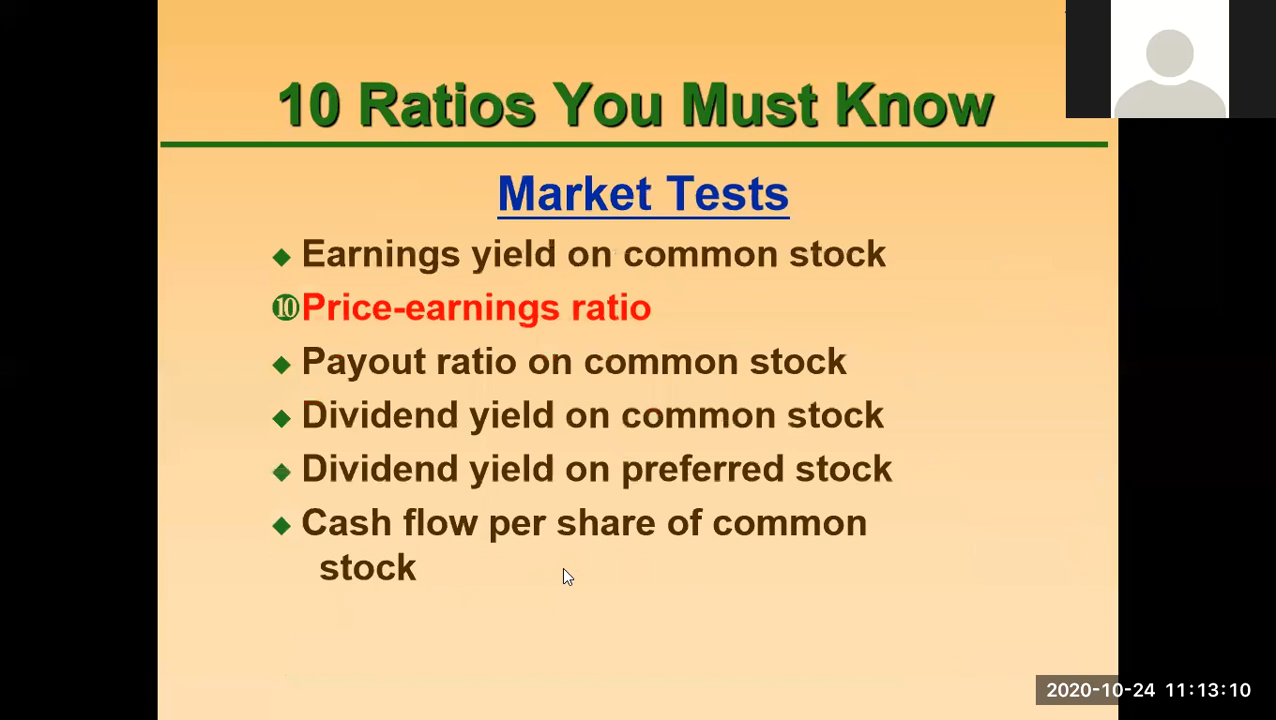 10 Ratios You Must Know
Market Tests
◆ Earnings yield on common stock
❿ Price-earnings ratio
◆ Payout ratio on common stock
◆ Dividend yield on common stock
◆ Dividend yield on preferred stock
◆ Cash flow per share of common
stock
2020-10-24 11:13:10